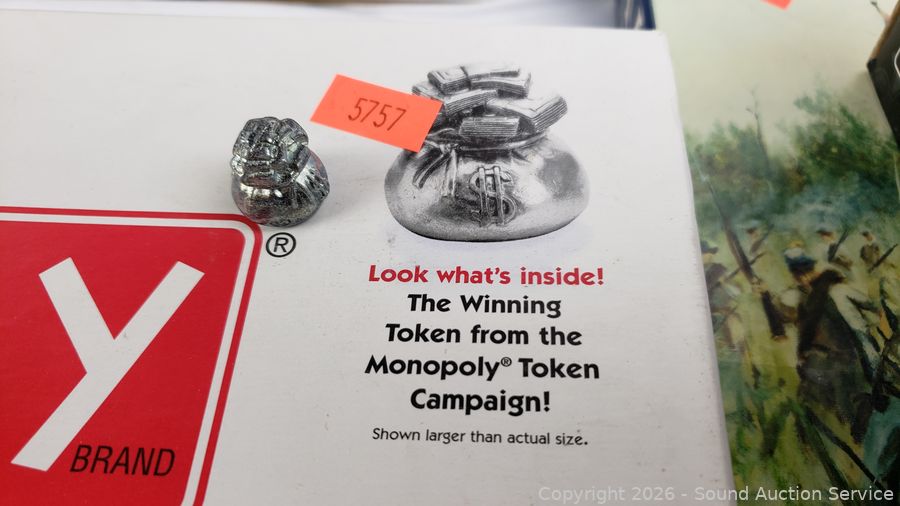 5757
$
®
Look what's inside!
The Winning
Token from the
Monopoly® Token
Campaign!
Shown larger than actual size.
Y
BRAND
Copyright 2026 - Sound Auction Service